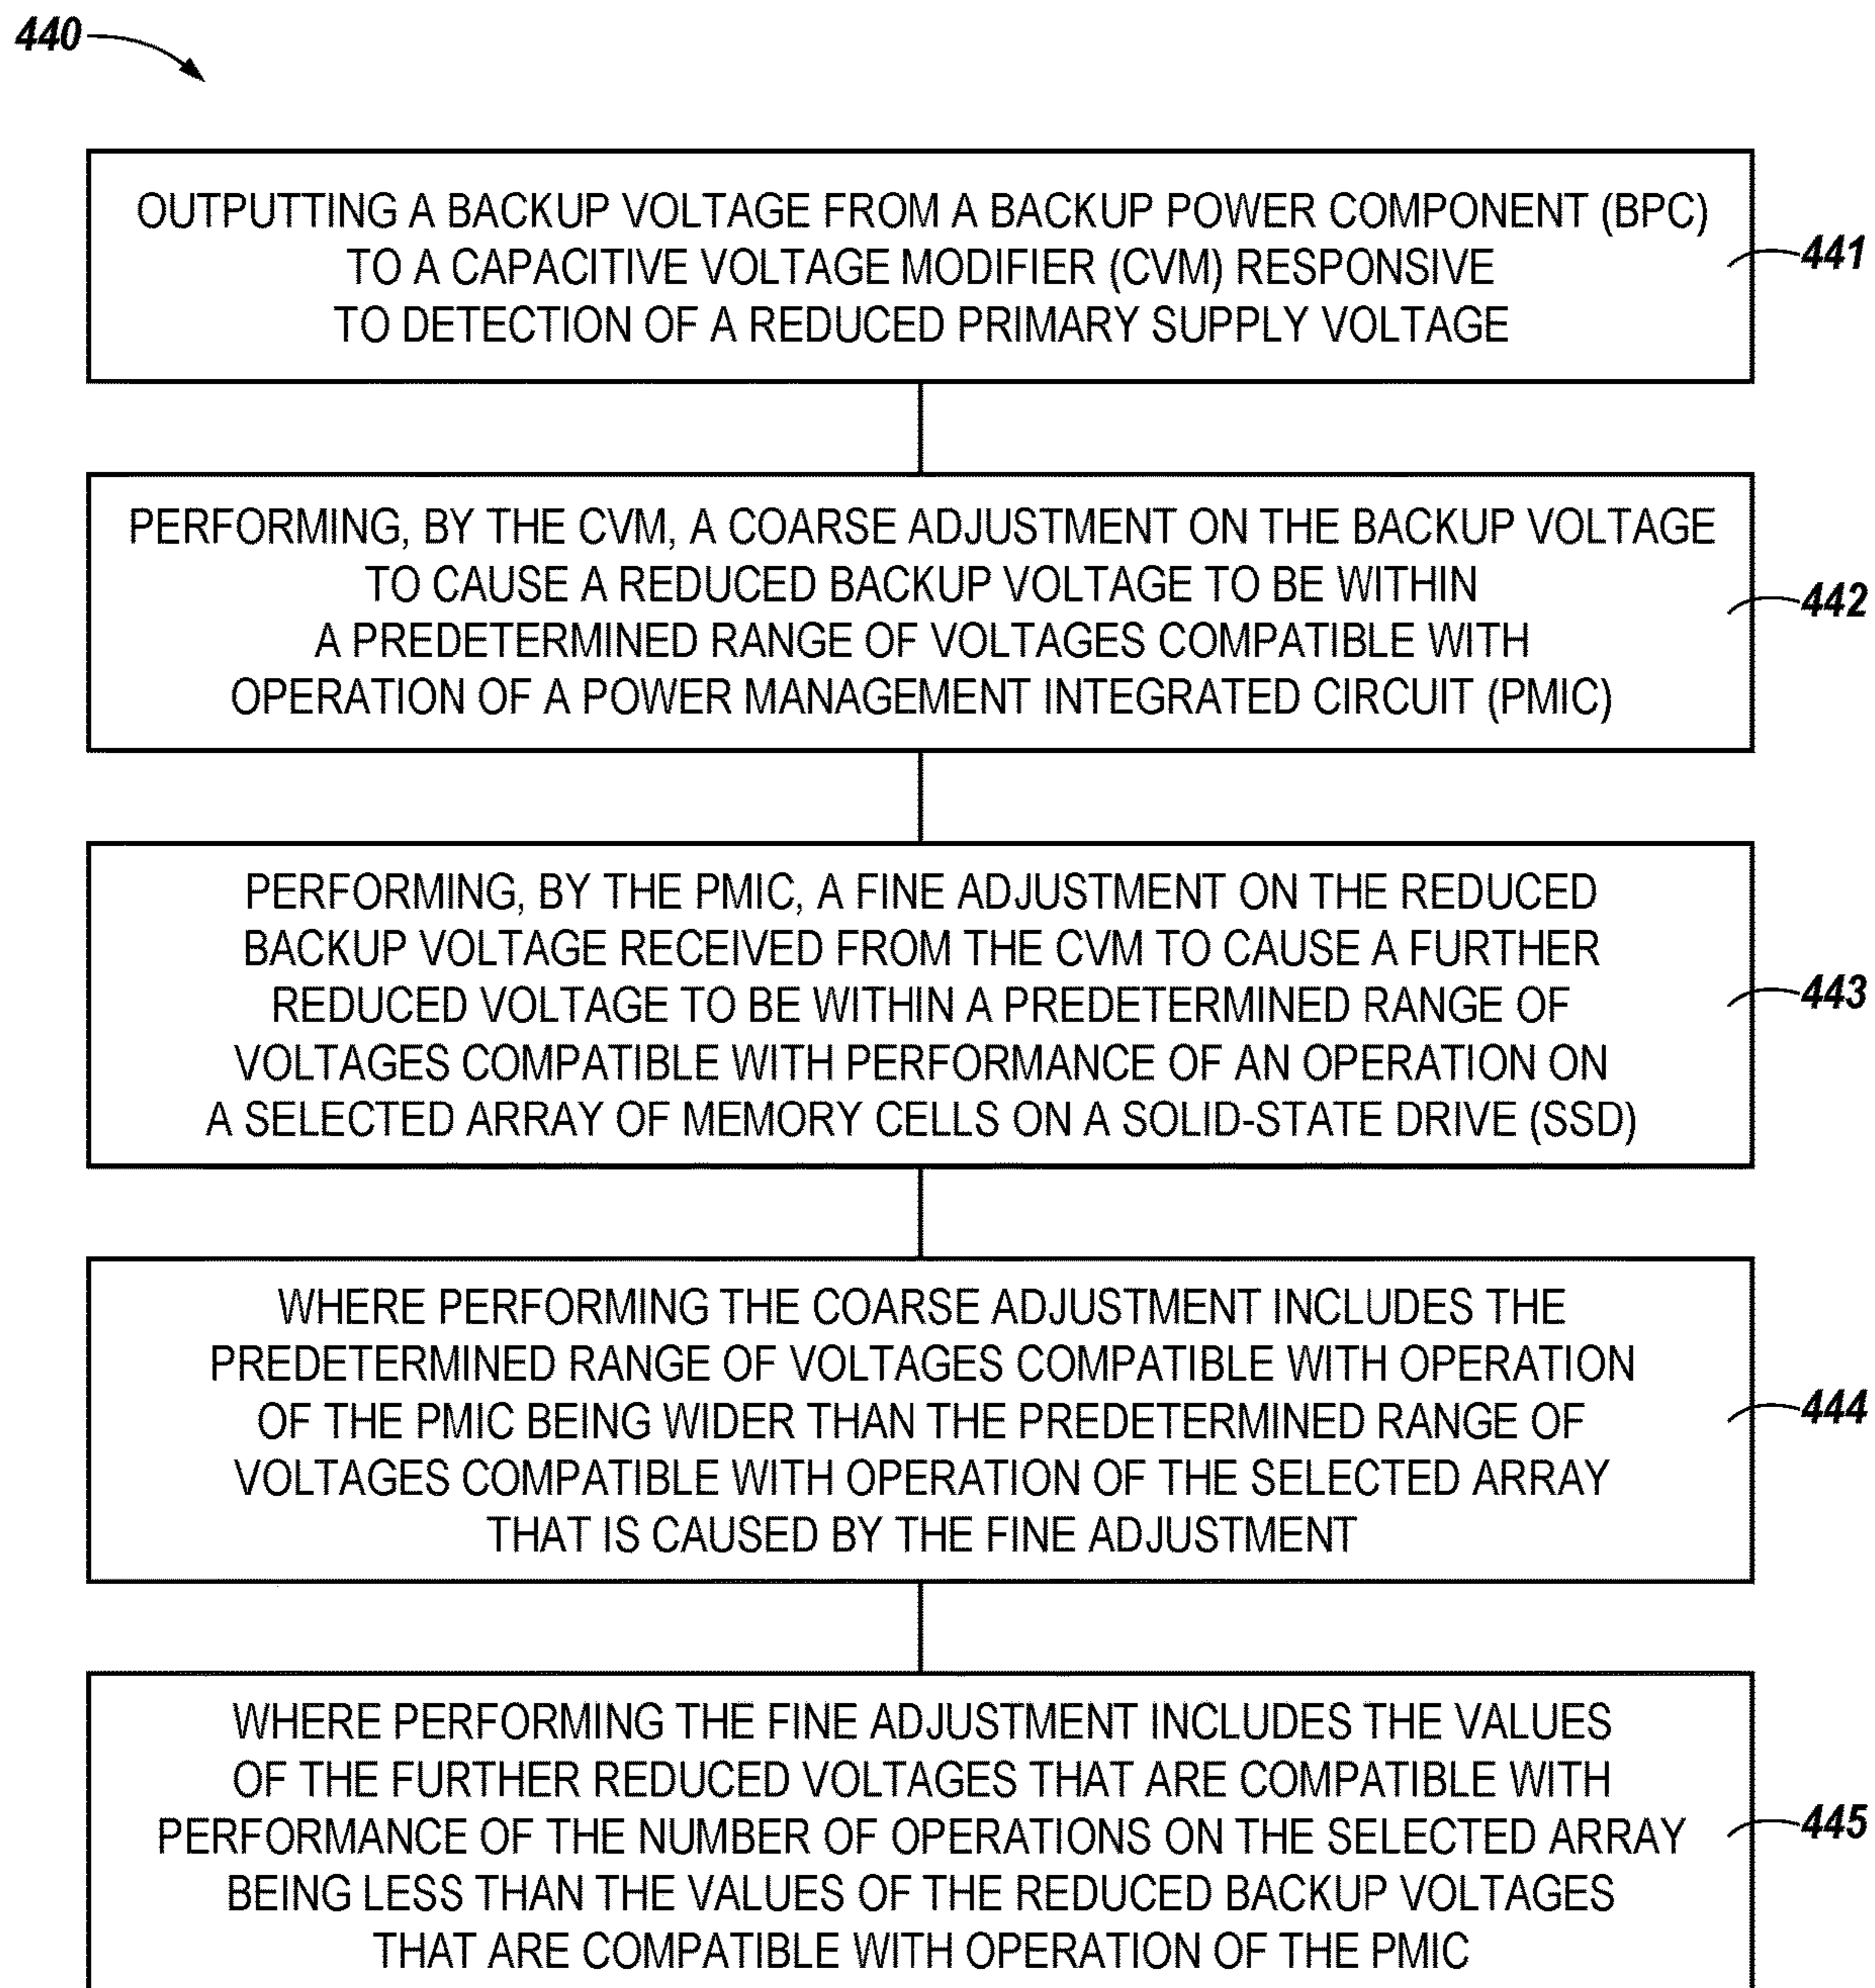 440
OUTPUTTING A BACKUP VOLTAGE FROM A BACKUP POWER COMPONENT (BPC)
TO A CAPACITIVE VOLTAGE MODIFIER (CVM) RESPONSIVE
TO DETECTION OF A REDUCED PRIMARY SUPPLY VOLTAGE
441
PERFORMING, BY THE CVM, A COARSE ADJUSTMENT ON THE BACKUP VOLTAGE
TO CAUSE A REDUCED BACKUP VOLTAGE TO BE WITHIN
A PREDETERMINED RANGE OF VOLTAGES COMPATIBLE WITH
OPERATION OF A POWER MANAGEMENT INTEGRATED CIRCUIT (PMIC)
442
PERFORMING, BY THE PMIC, A FINE ADJUSTMENT ON THE REDUCED
BACKUP VOLTAGE RECEIVED FROM THE CVM TO CAUSE A FURTHER
REDUCED VOLTAGE TO BE WITHIN A PREDETERMINED RANGE OF
VOLTAGES COMPATIBLE WITH PERFORMANCE OF AN OPERATION ON
A SELECTED ARRAY OF MEMORY CELLS ON A SOLID-STATE DRIVE (SSD)
443
WHERE PERFORMING THE COARSE ADJUSTMENT INCLUDES THE
PREDETERMINED RANGE OF VOLTAGES COMPATIBLE WITH OPERATION
OF THE PMIC BEING WIDER THAN THE PREDETERMINED RANGE OF
VOLTAGES COMPATIBLE WITH OPERATION OF THE SELECTED ARRAY
THAT IS CAUSED BY THE FINE ADJUSTMENT
444
WHERE PERFORMING THE FINE ADJUSTMENT INCLUDES THE VALUES
OF THE FURTHER REDUCED VOLTAGES THAT ARE COMPATIBLE WITH
PERFORMANCE OF THE NUMBER OF OPERATIONS ON THE SELECTED ARRAY
BEING LESS THAN THE VALUES OF THE REDUCED BACKUP VOLTAGES
THAT ARE COMPATIBLE WITH OPERATION OF THE PMIC
445